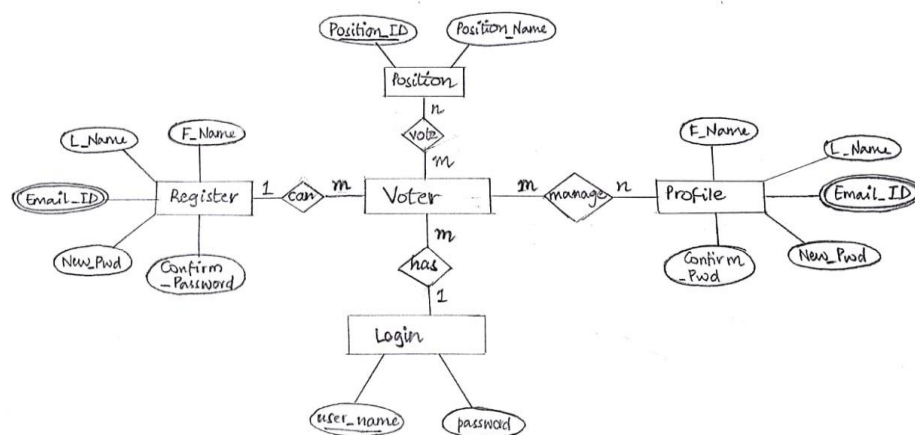 Position_ID
Position_Name
Position
n
vote
m
L_Name
F_Name
Email_ID
Register
1
can
m
Voter
m
manage
n
Profile
F_Name
L_Name
Email_ID
New_Pwd
Confirm
_Password
Confirm
_Pwd
New_Pwd
m
has
1
Login
user_name
password